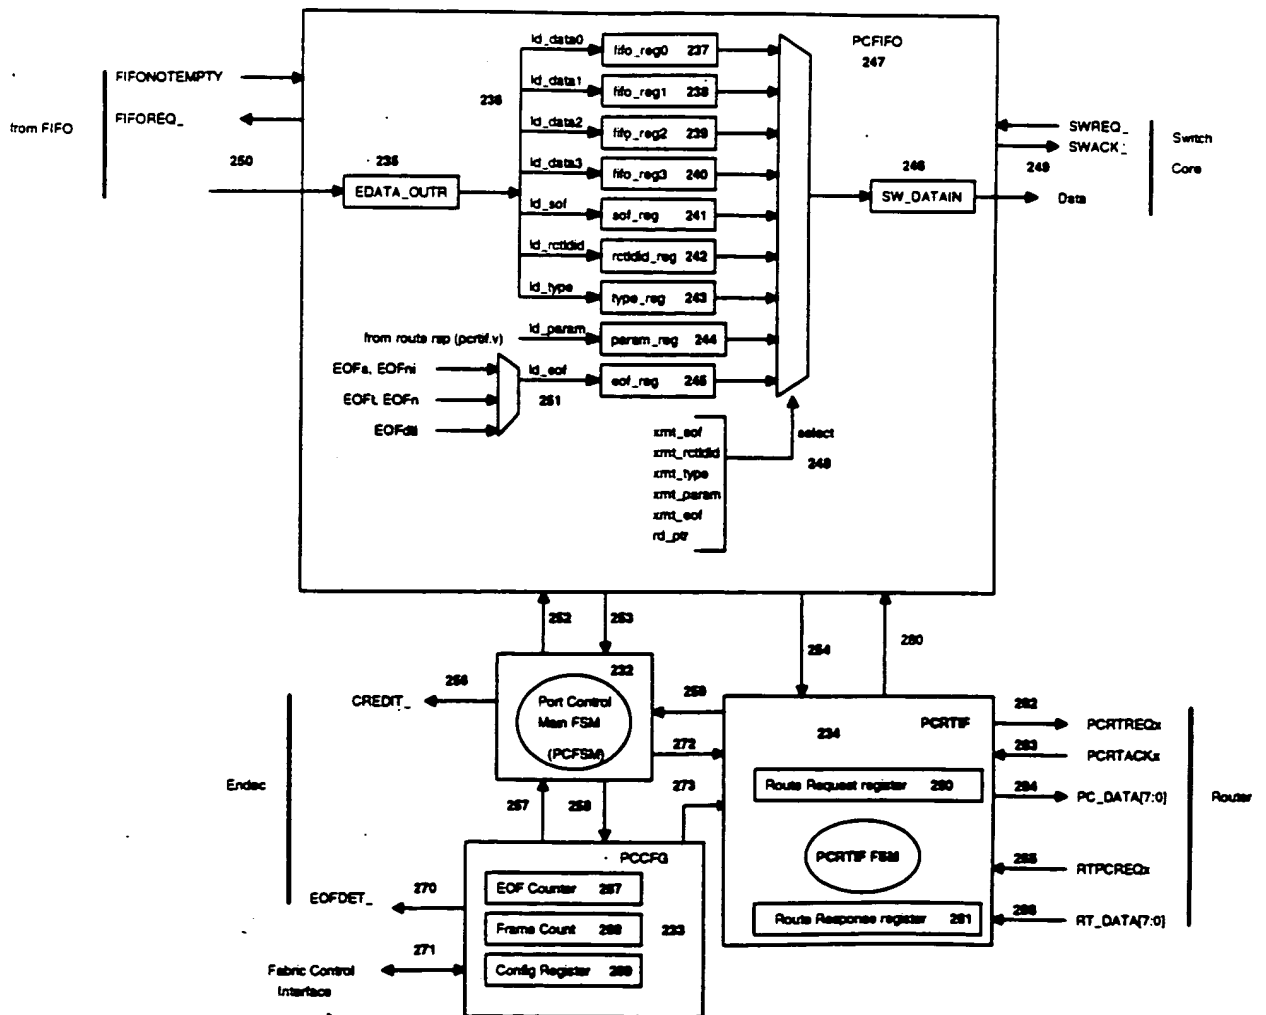 PCFIFO
247
from FIFO
FIFONOTEMPTY
FIFOREQ_
250
235
EDATA_OUTR
236
ld_data0
fifo_reg0 237
ld_data1
fifo_reg1 238
ld_data2
fifo_reg2 239
ld_data3
fifo_reg3 240
ld_sof
sof_reg 241
ld_rctldid
rctldid_reg 242
ld_type
type_reg 243
from route rsp (pcrtif.v)
ld_param
param_reg 244
EOFa, EOFni
EOFt, EOFn
EOFdti
251
ld_eof
eof_reg 245
xmt_sof
xmt_rctldid
xmt_type
xmt_param
xmt_eof
rd_ptr
select
248
246
SW_DATAIN
SWREQ_
SWACK_
249
Data
Switch
Core
252
253
254
280
232
Port Control
Main FSM
(PCFSM)
256
CREDIT_
259
272
273
257
258
Endec
PCCFG
EOF Counter 267
Frame Count 268
Config Register 269
233
270
EOFDET_
271
Fabric Control
Interface
PCRTIF
234
Route Request register 260
PCRTIF FSM
Route Response register 261
262
PCRTREQx
263
PCRTACKx
264
PC_DATA[7:0]
265
RTPCREQx
266
RT_DATA[7:0]
Router